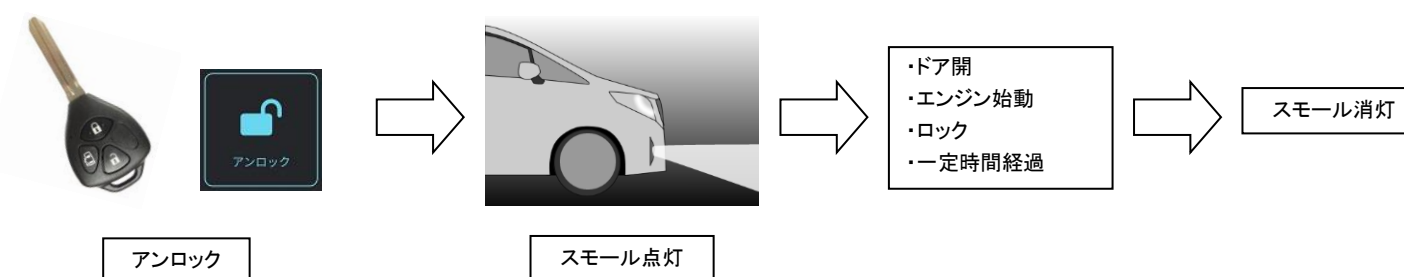 アンロック
アンロック
スモール点灯
・ドア開
・エンジン始動
・ロック
・一定時間経過
スモール消灯